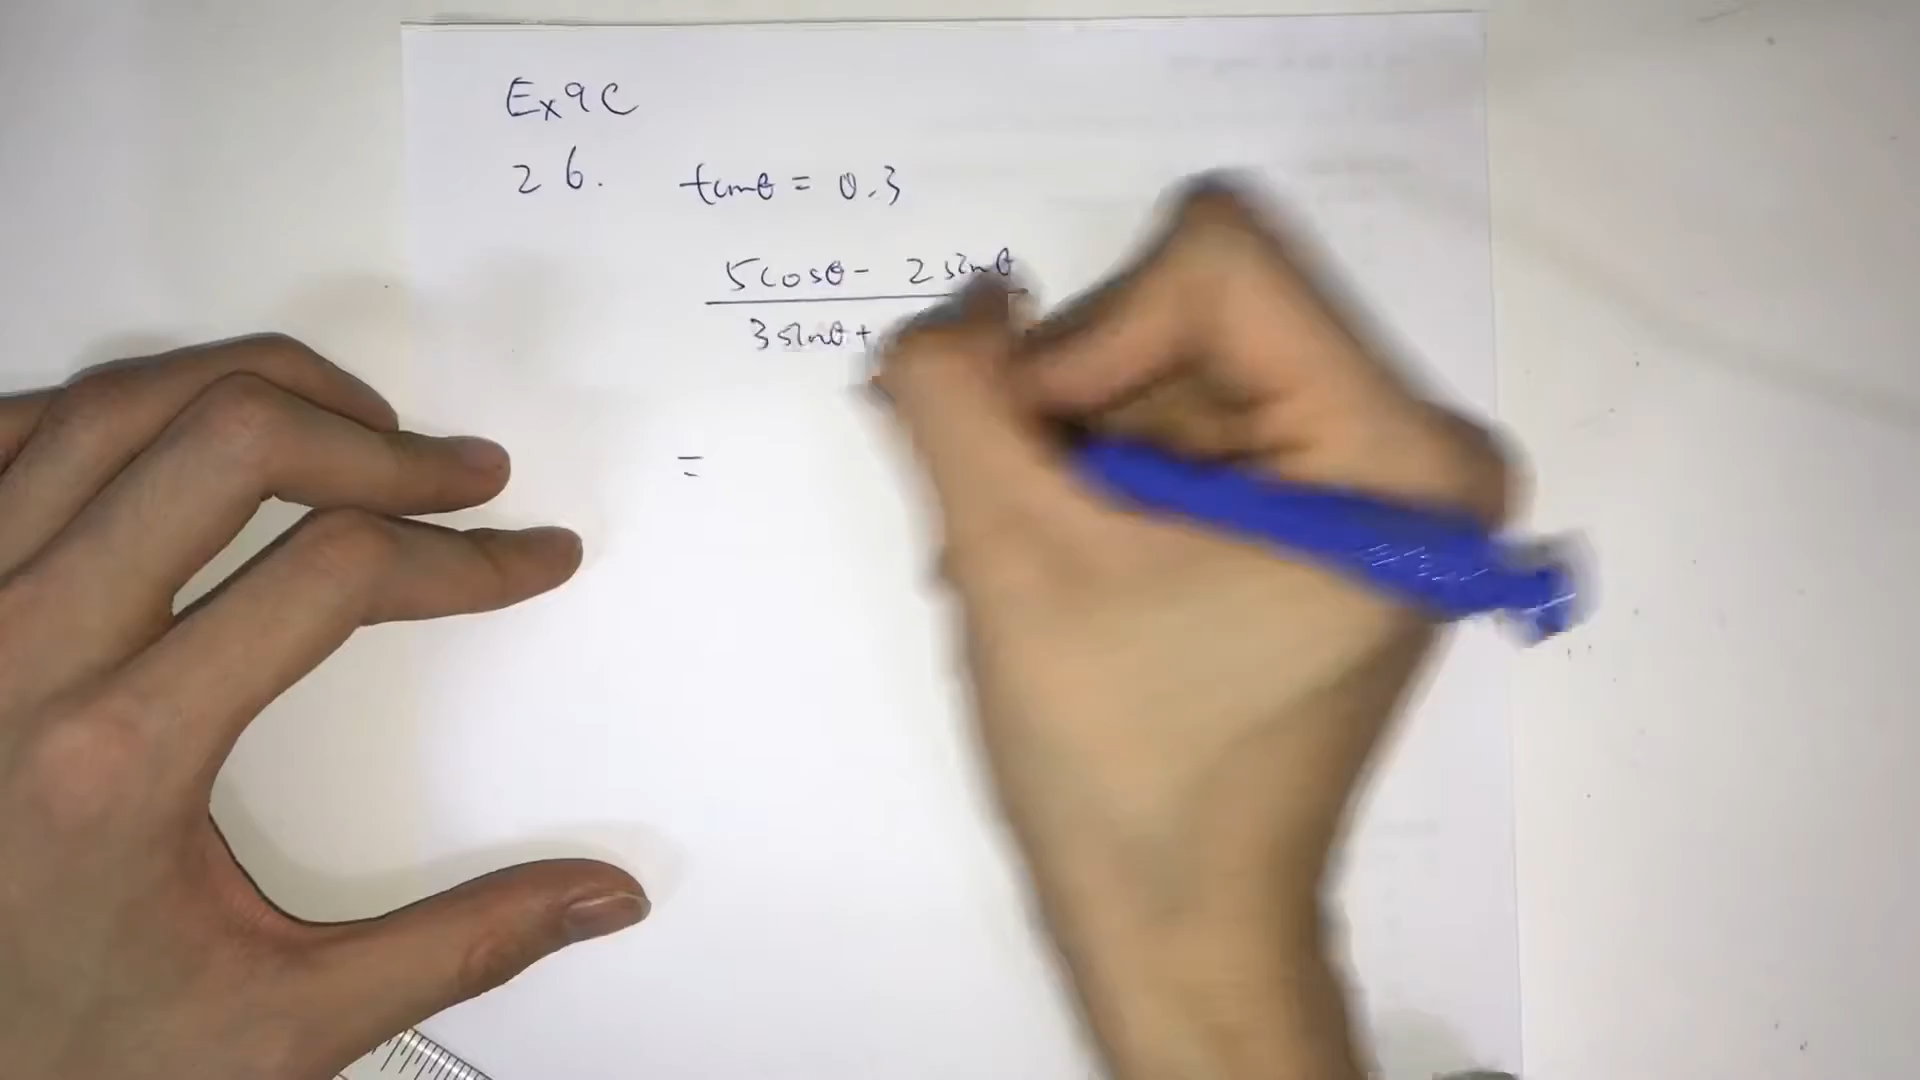 Ex9C
26. tanθ = 0.3
5cosθ - 2sinθ
3sinθ+
=